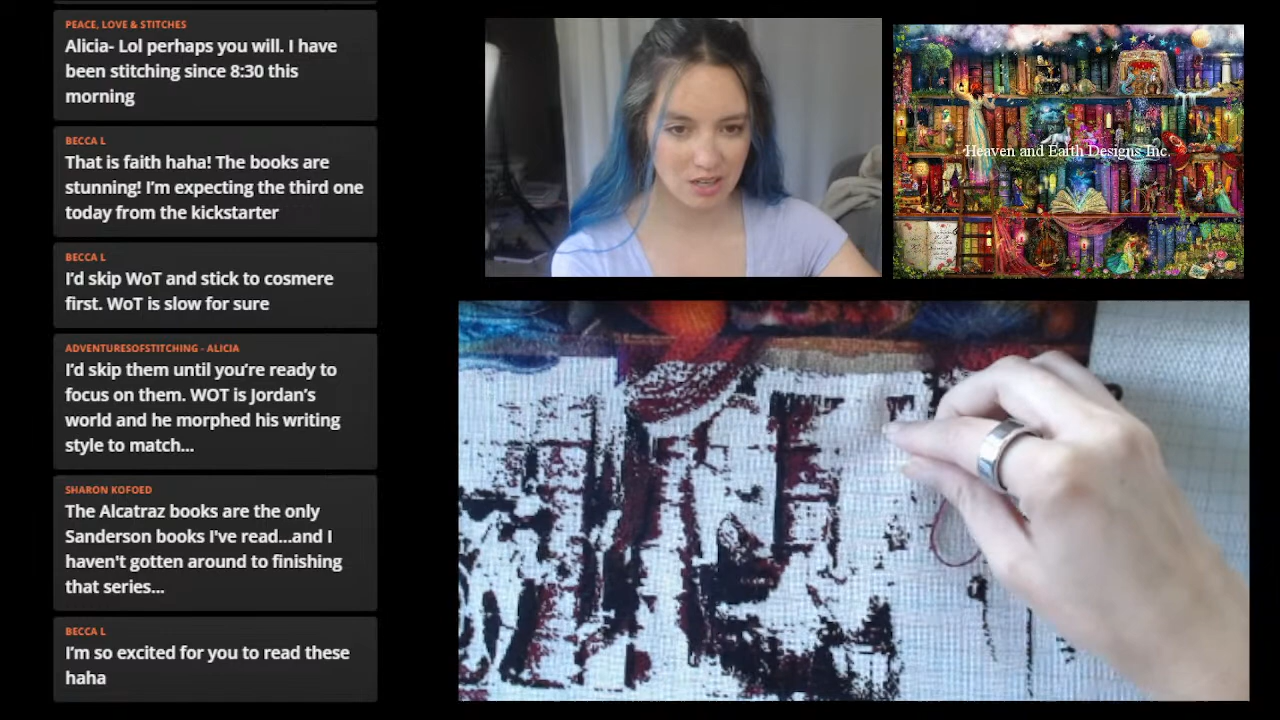 PEACE, LOVE & STITCHES
Alicia- Lol perhaps you will. I have
been stitching since 8:30 this
morning
BECCA L
That is faith haha! The books are
stunning! I’m expecting the third one
today from the kickstarter
BECCA L
I’d skip WoT and stick to cosmere
first. WoT is slow for sure
ADVENTURESOFSTITCHING - ALICIA
I’d skip them until you’re ready to
focus on them. WOT is Jordan’s
world and he morphed his writing
style to match...
SHARON KOFOED
The Alcatraz books are the only
Sanderson books I've read...and I
haven't gotten around to finishing
that series...
BECCA L
I’m so excited for you to read these
haha
Heaven and Earth Designs Inc.